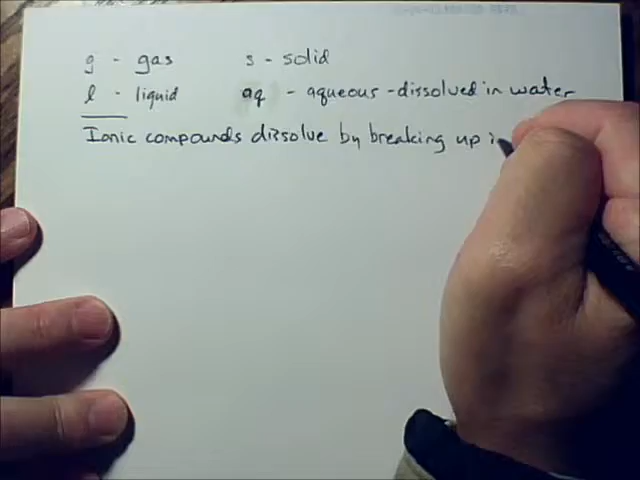 g - gas s - solid
l - liquid aq - aqueous - dissolved in water
Ionic compounds dissolve by breaking up i